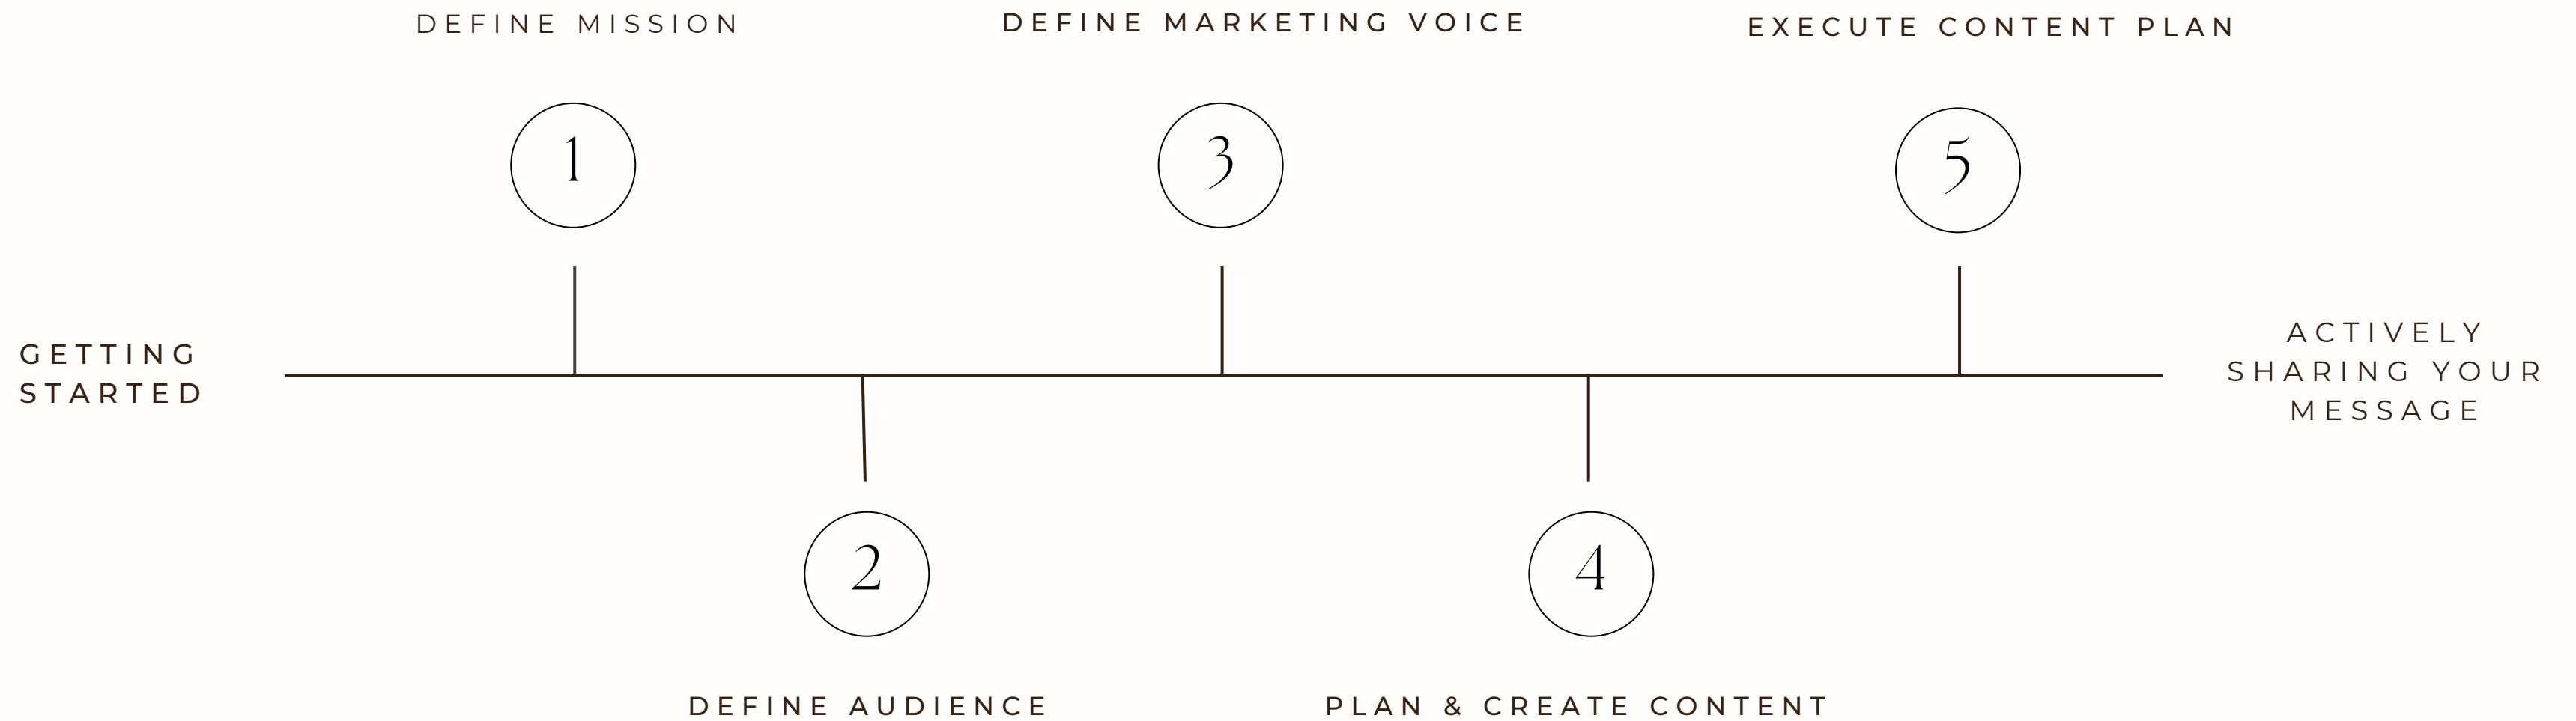 DEFINE MISSION
DEFINE MARKETING VOICE
EXECUTE CONTENT PLAN
1
3
5
GETTING
STARTED
ACTIVELY
SHARING YOUR
MESSAGE
2
4
DEFINE AUDIENCE
PLAN & CREATE CONTENT